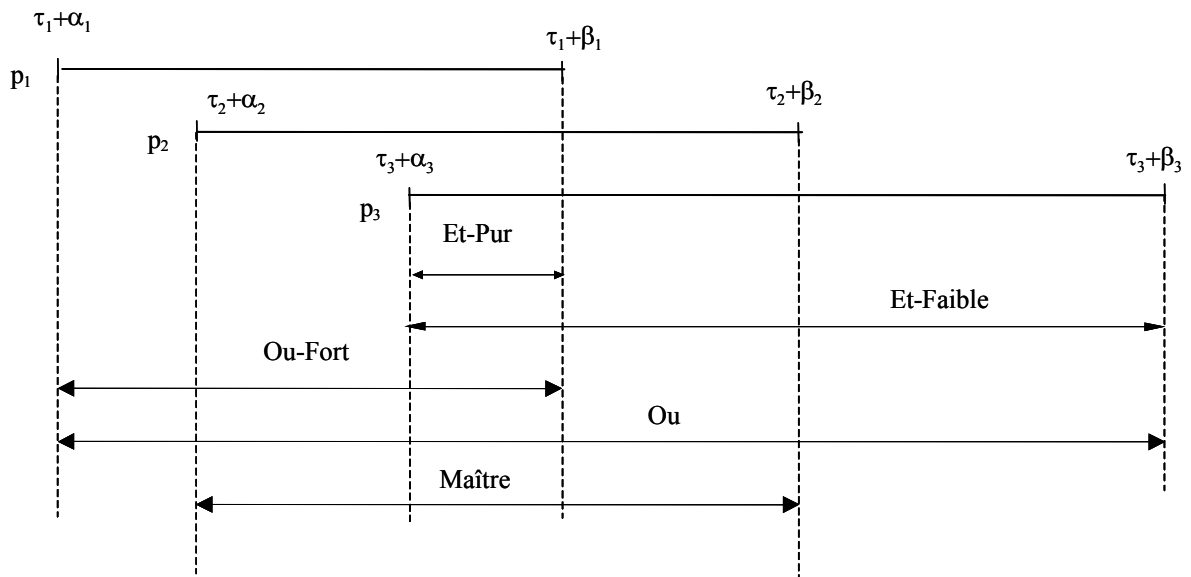 τ₁+α₁
τ₁+β₁
p₁
τ₂+α₂
τ₂+β₂
p₂
τ₃+α₃
τ₃+β₃
p₃
Et-Pur
Et-Faible
Ou-Fort
Ou
Maître